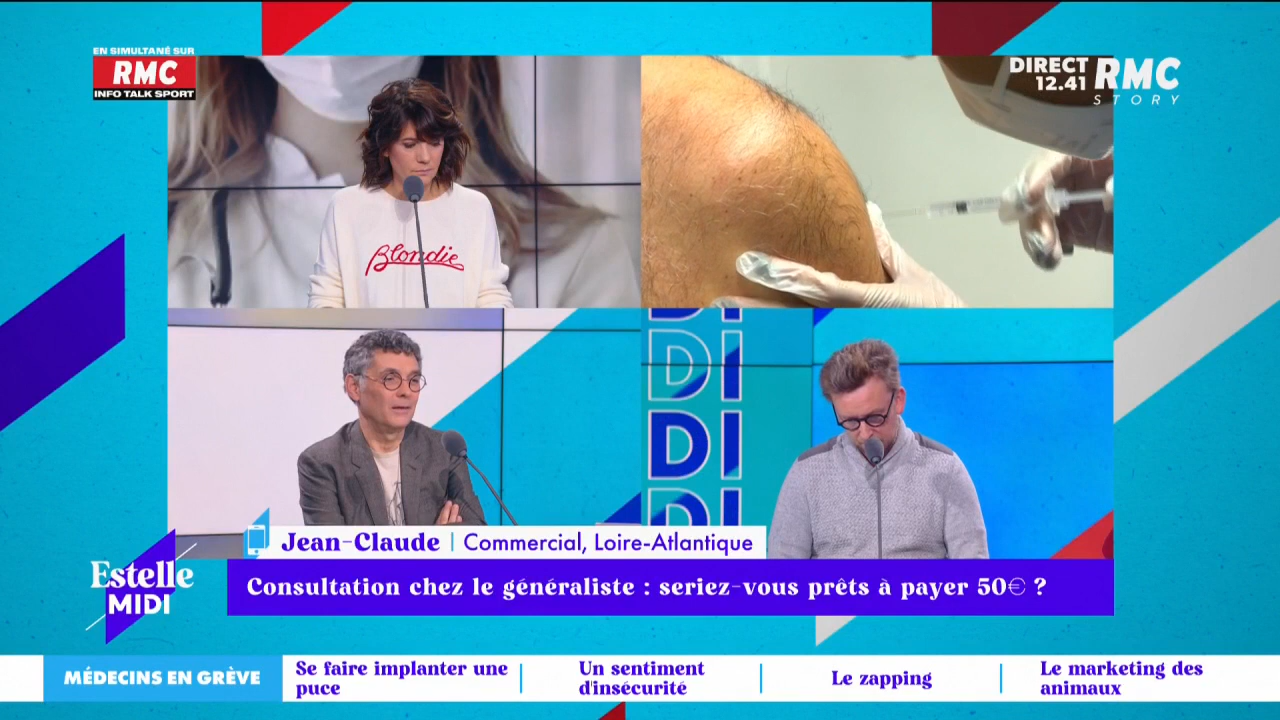 EN SIMULTANÉ SUR
RMC
INFO TALK SPORT
DIRECT
12.41
RMC
STORY
Blondie
DI
DI
DI
DI
Jean-Claude | Commercial, Loire-Atlantique
Estelle
MIDI
Consultation chez le généraliste : seriez-vous prêts à payer 50€ ?
MÉDECINS EN GRÈVE
Se faire implanter une
puce
Un sentiment
d'insécurité
Le zapping
Le marketing des
animaux